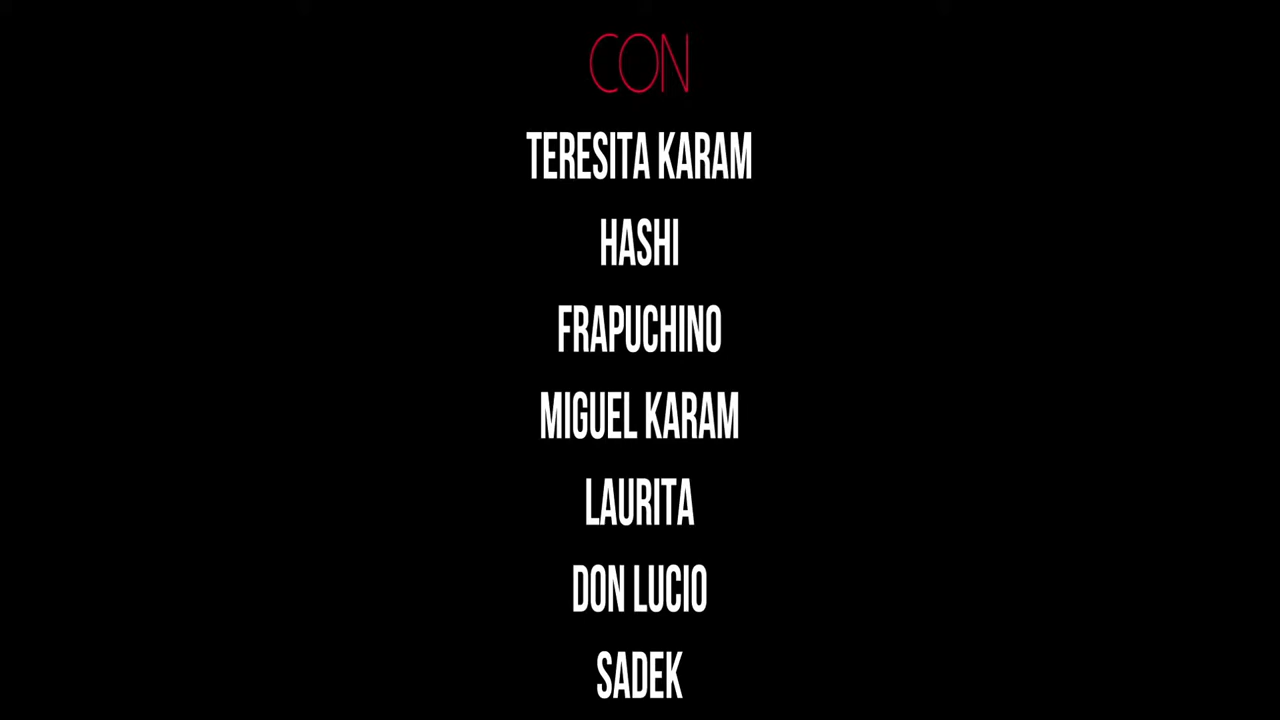 CON
TERESITA KARAM
HASHI
FRAPUCHINO
MIGUEL KARAM
LAURITA
DON LUCIO
SADEK